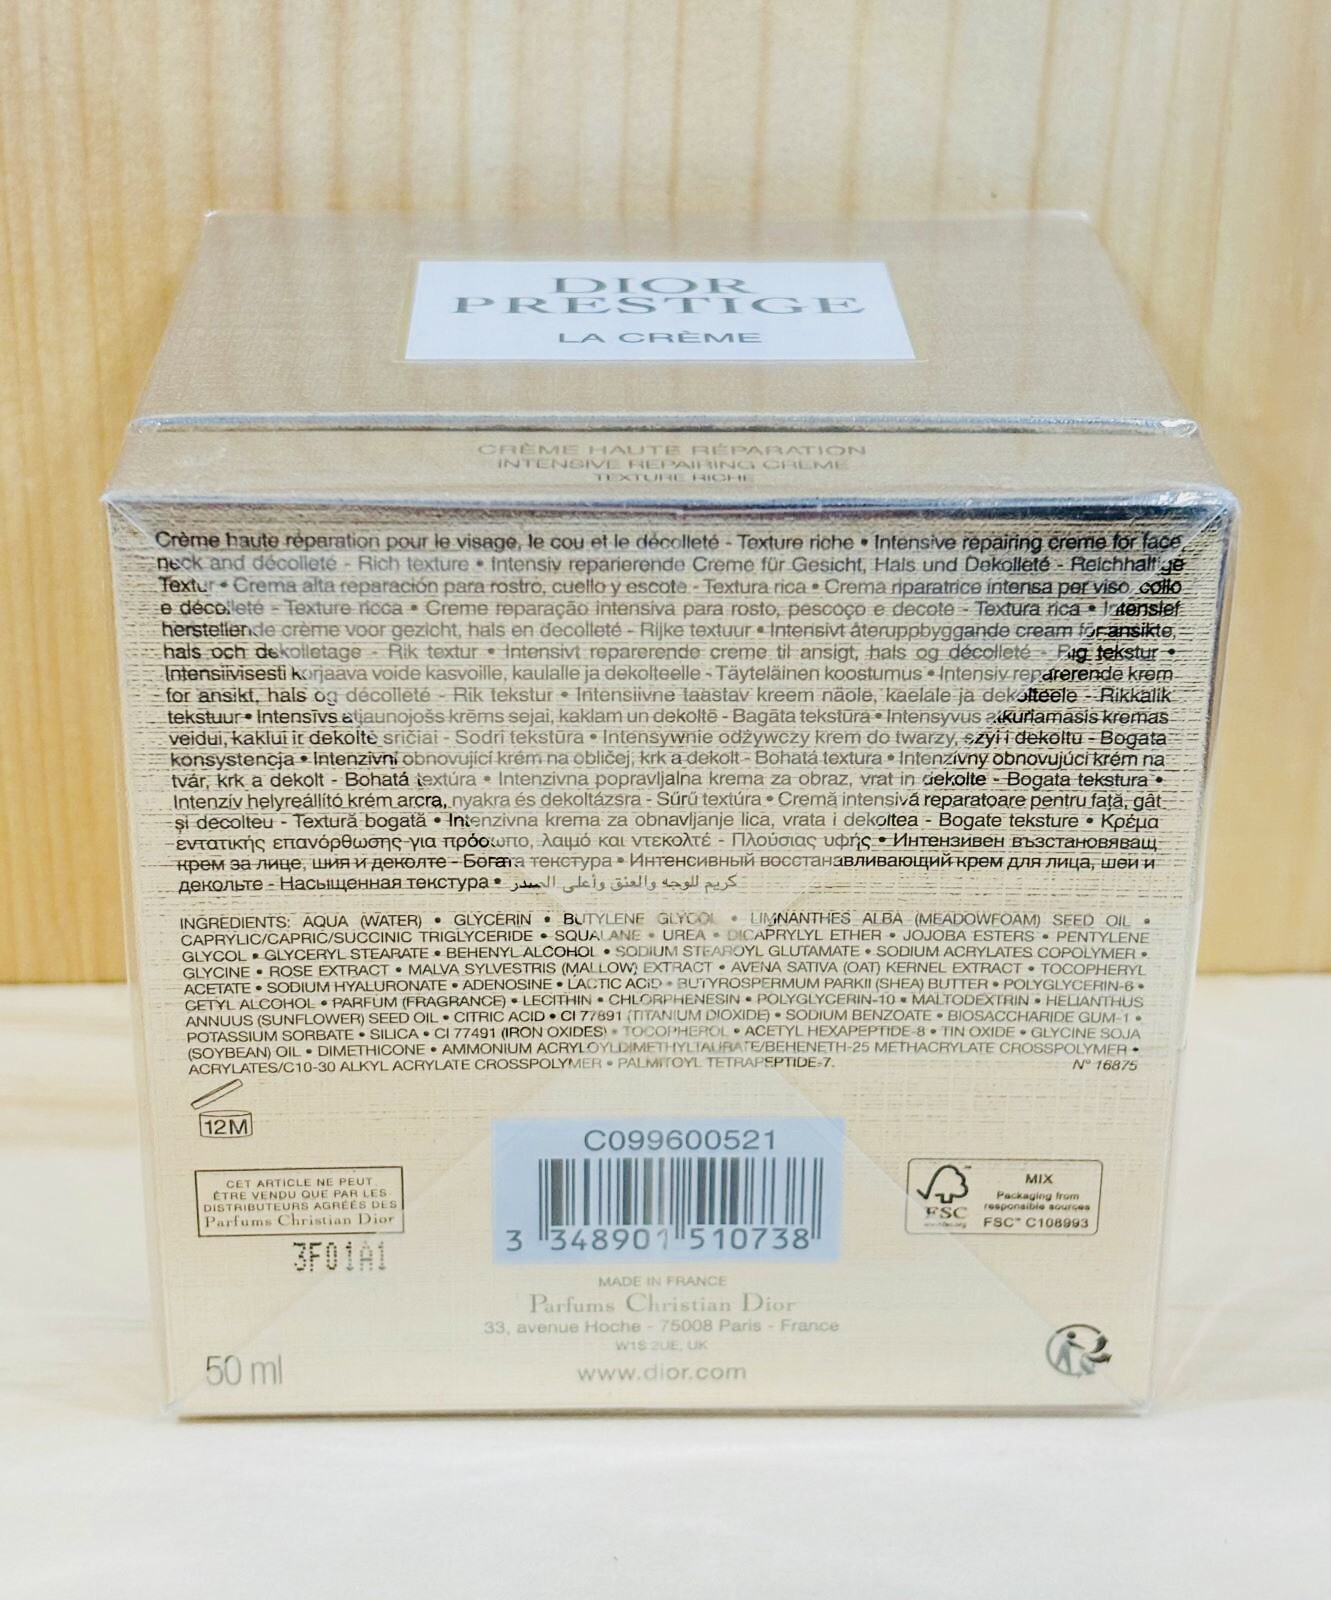 DIOR
PRESTIGE
LA CRÈME
CRÈME HAUTE RÉPARATION
INTENSIVE REPAIRING CRÈME
TEXTURE RICHE
Crème haute réparation pour le visage, le cou et le décolleté - Texture riche • Intensive repairing creme for face,
neck and décolleté - Rich texture • Intensiv reparierende Creme für Gesicht, Hals und Dekolleté - Reichhaltige
Textur • Crema alta reparación para rostro, cuello y escote - Textura rica • Crema riparatrice intensa per viso, collo
e décolleté - Texture ricca • Creme reparação intensiva para rosto, pescoço e decote - Textura rica • Intensief
herstellende crème voor gezicht, hals en decolleté - Rijke textuur • Intensivt återuppbyggande cream för ansikte,
hals och dekolletage - Rik textur • Intensivt reparerende creme til ansigt, hals og décolleté - Rig tekstur •
Intensiivisesti korjaava voide kasvoille, kaulalle ja dekolteelle - Täyteläinen koostumus • Intensiv reparerende krem
for ansikt, hals og décolleté - Rik tekstur • Intensiivne taastav kreem näole, kaelale ja dekolteele - Rikkalik
tekstuur • Intensīvs atjaunojošs krēms sejai, kaklam un dekoltē - Bagāta tekstūra • Intensyvus atkuriamasis kremas
veidui, kaklui ir dekoltė sričiai - Sodri tekstūra • Intensywnie odżywczy krem do twarzy, szyi i dekoltu - Bogata
konsystencja • Intenzivní obnovující krém na obličej, krk a dekolt - Bohatá textura • Intenzívny obnovujúci krém na
tvár, krk a dekolt - Bohatá textúra • Intenzivna popravljalna krema za obraz, vrat in dekolte - Bogata tekstura •
Intenzív helyreállító krém arcra, nyakra és dekoltázsra - Sűrű textúra • Cremă intensivă reparatoare pentru față, gât
și decolteu - Textură bogată • Intenzivna krema za obnavljanje lica, vrata i dekoltea - Bogate teksture • Κρέμα
εντατικής επανόρθωσης για πρόσωπο, λαιμό και ντεκολτέ - Πλούσιας υφής • Интензивен възстановяващ
крем за лице, шия и деколте - Богата текстура • Интенсивный восстанавливающий крем для лица, шеи и
декольте - Насыщенная текстура • كريم للوجه والعنق وأعلى الصدر
INGREDIENTS: AQUA (WATER) • GLYCERIN • BUTYLENE GLYCOL • LIMNANTHES ALBA (MEADOWFOAM) SEED OIL •
CAPRYLIC/CAPRIC/SUCCINIC TRIGLYCERIDE • SQUALANE • UREA • DICAPRYLYL ETHER • JOJOBA ESTERS • PENTYLENE
GLYCOL • GLYCERYL STEARATE • BEHENYL ALCOHOL • SODIUM STEAROYL GLUTAMATE • SODIUM ACRYLATES COPOLYMER •
GLYCINE • ROSE EXTRACT • MALVA SYLVESTRIS (MALLOW) EXTRACT • AVENA SATIVA (OAT) KERNEL EXTRACT • TOCOPHERYL
ACETATE • SODIUM HYALURONATE • ADENOSINE • LACTIC ACID • BUTYROSPERMUM PARKII (SHEA) BUTTER • POLYGLYCERIN-6 •
CETYL ALCOHOL • PARFUM (FRAGRANCE) • LECITHIN • CHLORPHENESIN • POLYGLYCERIN-10 • MALTODEXTRIN • HELIANTHUS
ANNUUS (SUNFLOWER) SEED OIL • CITRIC ACID • CI 77891 (TITANIUM DIOXIDE) • SODIUM BENZOATE • BIOSACCHARIDE GUM-1 •
POTASSIUM SORBATE • SILICA • CI 77491 (IRON OXIDES) • TOCOPHEROL • ACETYL HEXAPEPTIDE-8 • TIN OXIDE • GLYCINE SOJA
(SOYBEAN) OIL • DIMETHICONE • AMMONIUM ACRYLOYLDIMETHYLTAURATE/BEHENETH-25 METHACRYLATE CROSSPOLYMER •
ACRYLATES/C10-30 ALKYL ACRYLATE CROSSPOLYMER • PALMITOYL TETRAPEPTIDE-7. N° 16875
12M
CET ARTICLE NE PEUT
ÊTRE VENDU QUE PAR LES
DISTRIBUTEURS AGRÉÉS DES
Parfums Christian Dior
3F01A1
C099600521
3 348901 510738
FSC
MIX
Packaging from
responsible sources
FSC™ C108993
MADE IN FRANCE
Parfums Christian Dior
33, avenue Hoche - 75008 Paris - France
W1S 2UE, UK
www.dior.com
50 ml